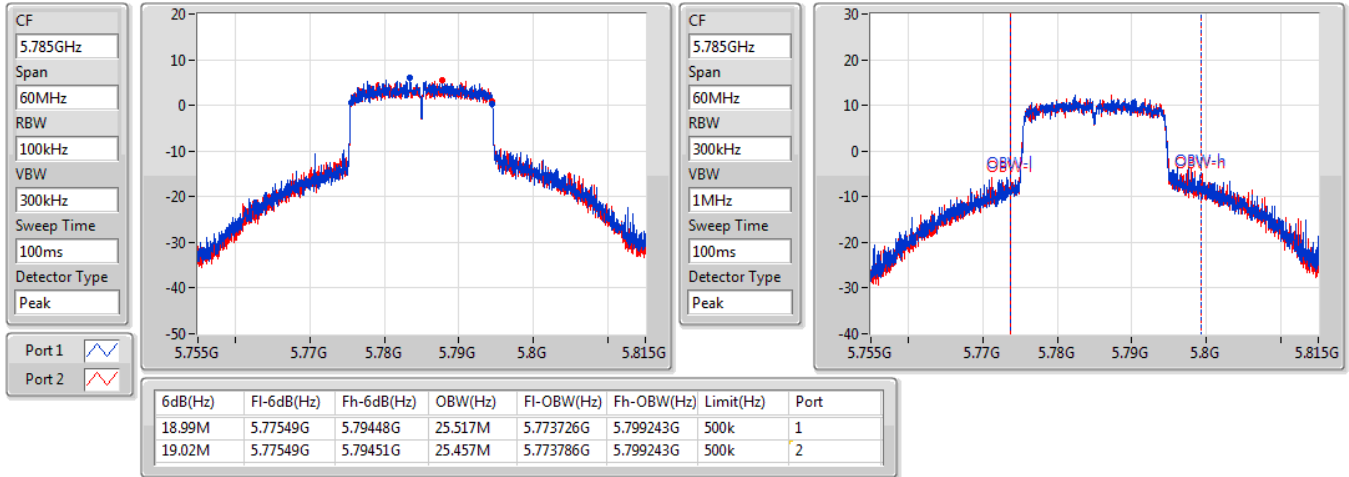 CF
5.785GHz
Span
60MHz
RBW
100kHz
VBW
300kHz
Sweep Time
100ms
Detector Type
Peak
Port 1
Port 2
20
10
0
-10
-20
-30
-40
-50
5.755G 5.77G 5.78G 5.79G 5.8G 5.815G
CF
5.785GHz
Span
60MHz
RBW
300kHz
VBW
1MHz
Sweep Time
100ms
Detector Type
Peak
30
20
10
0
-10
-20
-30
-40
OBW-l OBW-h
5.755G 5.77G 5.78G 5.79G 5.8G 5.815G
6dB(Hz) Fl-6dB(Hz) Fh-6dB(Hz) OBW(Hz) Fl-OBW(Hz) Fh-OBW(Hz) Limit(Hz) Port
18.99M 5.77549G 5.79448G 25.517M 5.773726G 5.799243G 500k 1
19.02M 5.77549G 5.79451G 25.457M 5.773786G 5.799243G 500k 2